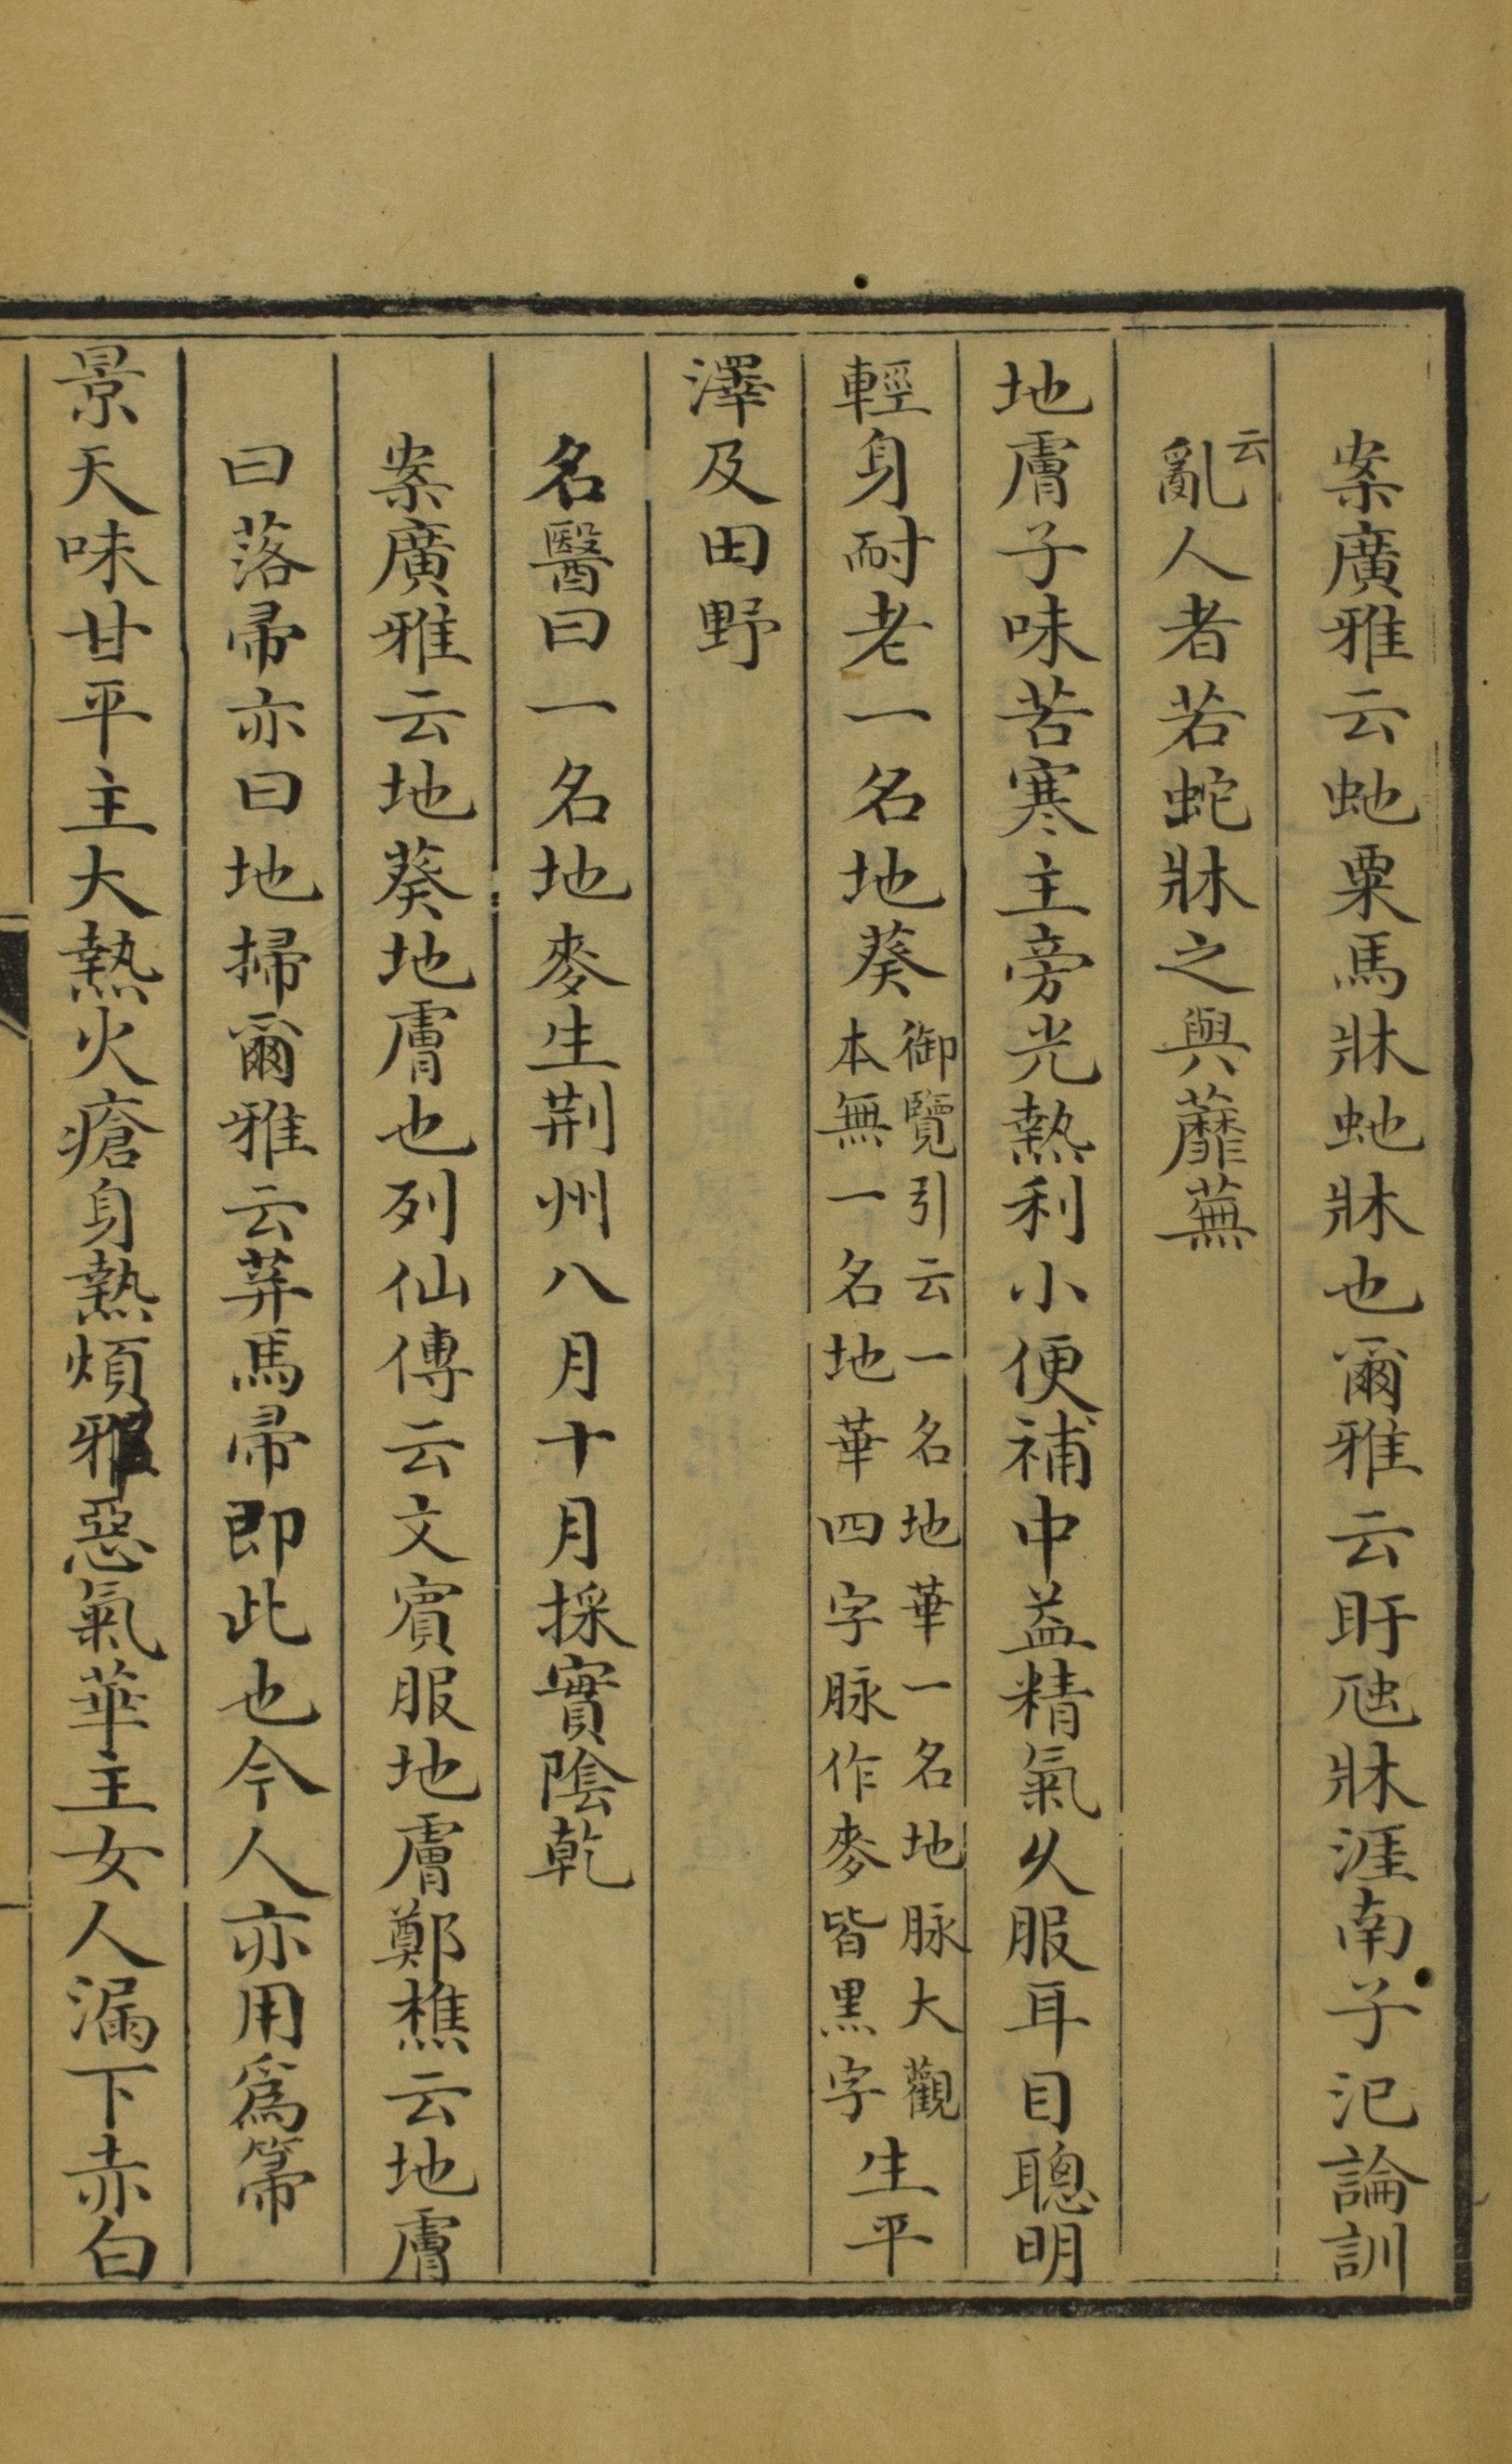 案廣雅云虵粟馬牀虵牀也爾雅云盱虺牀淮南子氾論訓
云亂人者若蛇牀之與蘼蕪
地膚子味苦寒主旁光熱利小便補中益精氣久服耳目聰明
輕身耐老一名地葵御覽引云一名地華一名地脉大觀本無一名地華四字脉作麥皆黑字生平
澤及田野
名醫曰一名地麥生荆州八月十月採實陰乾
案廣雅云地葵地膚也列仙傳云文賓服地膚鄭樵云地膚
曰落帚亦曰地掃爾雅云荓馬帚即此也今人亦用爲箒
景天味甘平主大熱火瘡身熱煩邪惡氣華主女人漏下赤白